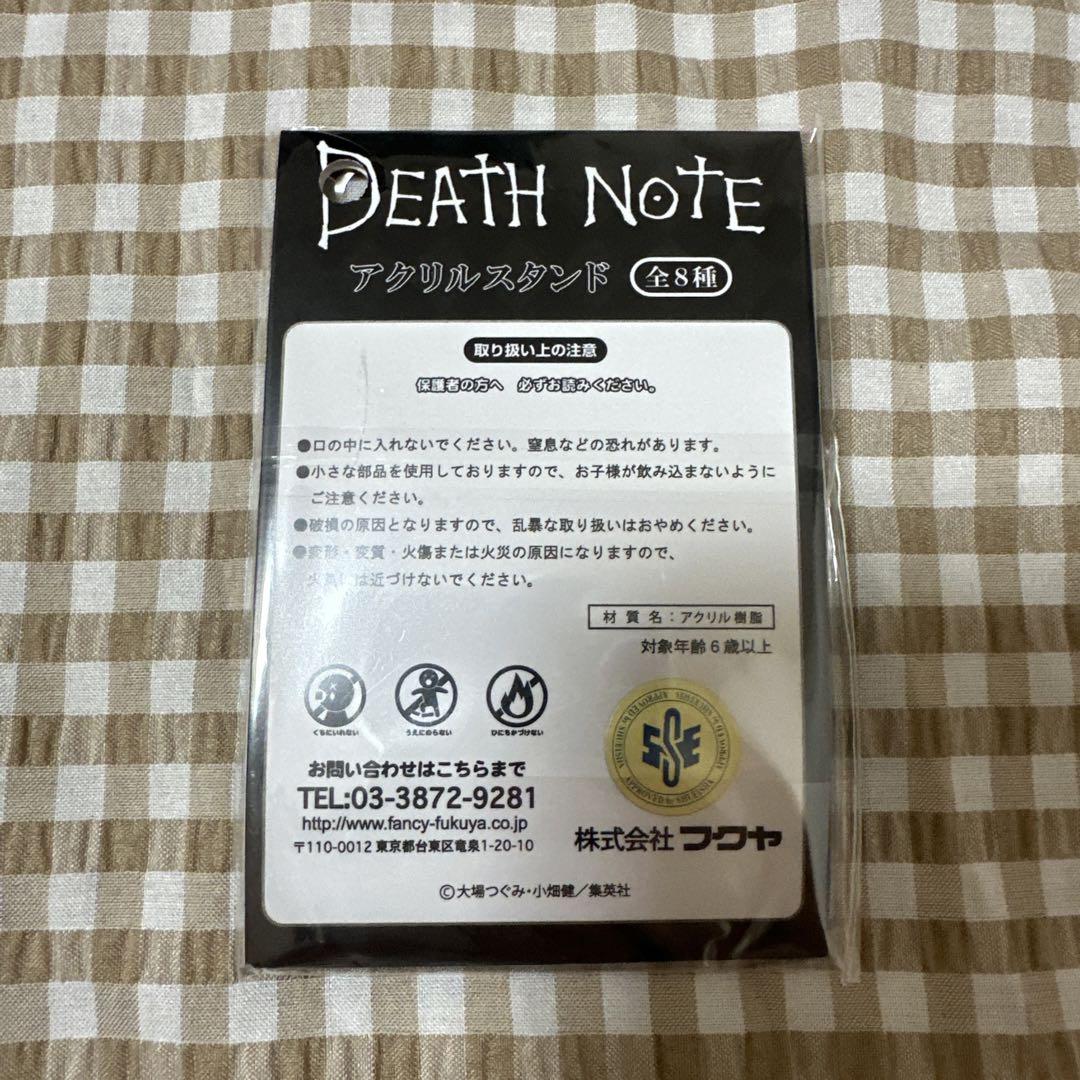 DEATH NOTE
アクリルスタンド 全8種
取り扱い上の注意
保護者の方へ 必ずお読みください。
●口の中に入れないでください。窒息などの恐れがあります。
●小さな部品を使用しておりますので、お子様が飲み込まないように
ご注意ください。
●破損の原因となりますので、乱暴な取り扱いはおやめください。
●変形・変質・火傷または火災の原因になりますので、
は近づけないでください。
材質名:アクリル樹脂
対象年齢6歳以上
くちにいれない
うえにのらない
ひにちかづけない
お問い合わせはこちらまで
TEL:03-3872-9281
http://www.fancy-fukuya.co.jp
〒110-0012 東京都台東区竜泉1-20-10
SSE
APPROVED by SHUEISHA
株式会社フクヤ
©大場つぐみ・小畑健/集英社